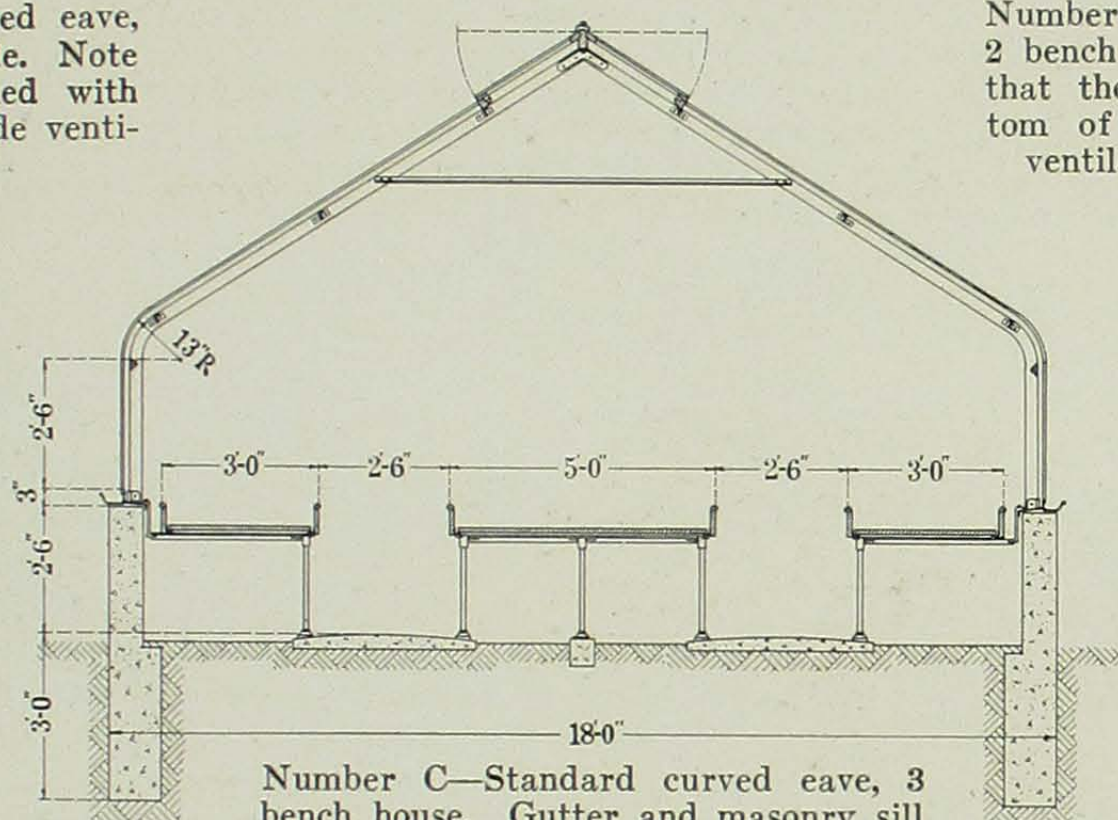 ed eave,
e. Note
ed with
de venti-
Number
2 bench
that the
tom of
ventil
13"R
2'-6"
3"
2'-6"
3'-0"
3'-0"
2'-6"
5'-0"
2'-6"
3'-0"
18'-0"
Number C—Standard curved eave, 3
bench house. Gutter and masonry sill